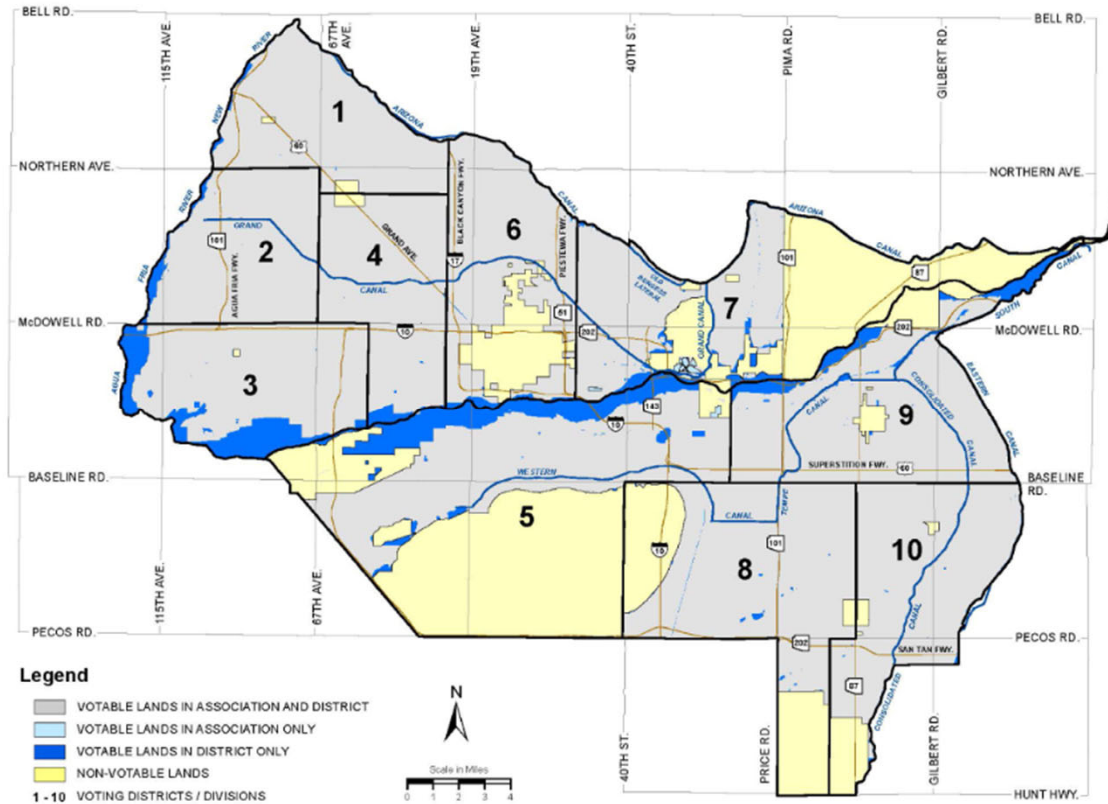 BELL RD.
BELL RD.
115TH AVE.
67TH AVE.
19TH AVE.
40TH ST.
PIMA RD.
GILBERT RD.
NEW
RIVER
ARIZONA
1
60
NORTHERN AVE.
NORTHERN AVE.
BLACK CANYON FWY.
CANAL
6
PIESTEWA FWY.
RIVER
GRAND
101
2
4
GRAND AVE.
17
ARIZONA
CANAL
101
87
FRIA
AGUA FRIA FWY.
CANAL
LATERAL
GRAND CANAL
7
CANAL
SOUTH
51
202
McDOWELL RD.
10
202
McDOWELL RD.
AGUA
3
143
10
CANAL
CONSOLIDATED
EASTERN
9
CANAL
WESTERN
SUPERSTITION FWY.
60
BASELINE RD.
BASELINE RD.
5
CANAL
TEMPE
10
101
8
10
115TH AVE.
67TH AVE.
CANAL
PECOS RD.
PECOS RD.
202
SAN TAN FWY.
87
CONSOLIDATED
40TH ST.
PRICE RD.
GILBERT RD.
HUNT HWY.
Legend
VOTABLE LANDS IN ASSOCIATION AND DISTRICT
VOTABLE LANDS IN ASSOCIATION ONLY
VOTABLE LANDS IN DISTRICT ONLY
NON-VOTABLE LANDS
1 - 10 VOTING DISTRICTS / DIVISIONS
N
Scale in Miles
0 1 2 3 4